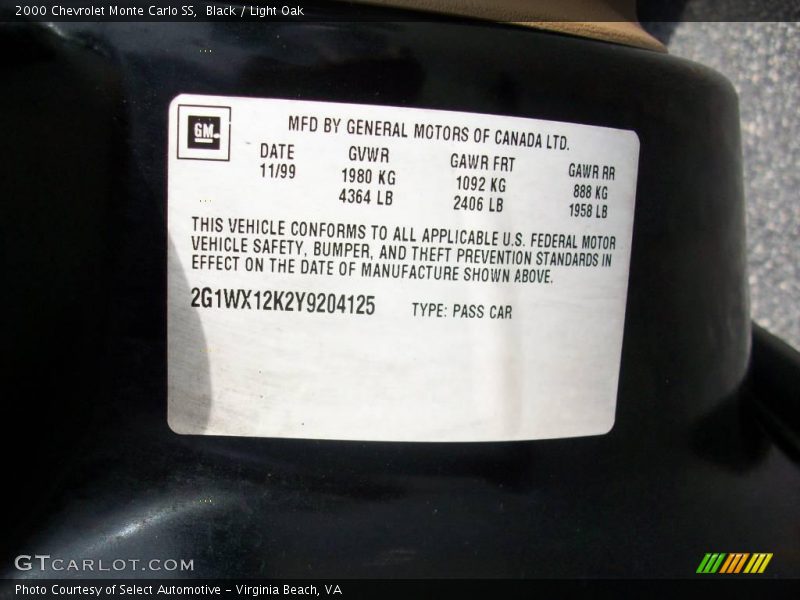 2000 Chevrolet Monte Carlo SS,  Black / Light Oak
GM
MFD BY GENERAL MOTORS OF CANADA LTD.
DATE GVWR GAWR FRT GAWR RR
11/99 1980 KG 1092 KG 888 KG
4364 LB 2406 LB 1958 LB
THIS VEHICLE CONFORMS TO ALL APPLICABLE U.S. FEDERAL MOTOR
VEHICLE SAFETY, BUMPER, AND THEFT PREVENTION STANDARDS IN
EFFECT ON THE DATE OF MANUFACTURE SHOWN ABOVE.
2G1WX12K2Y9204125 TYPE: PASS CAR
GTCARLOT.COM
Photo Courtesy of Select Automotive – Virginia Beach, VA